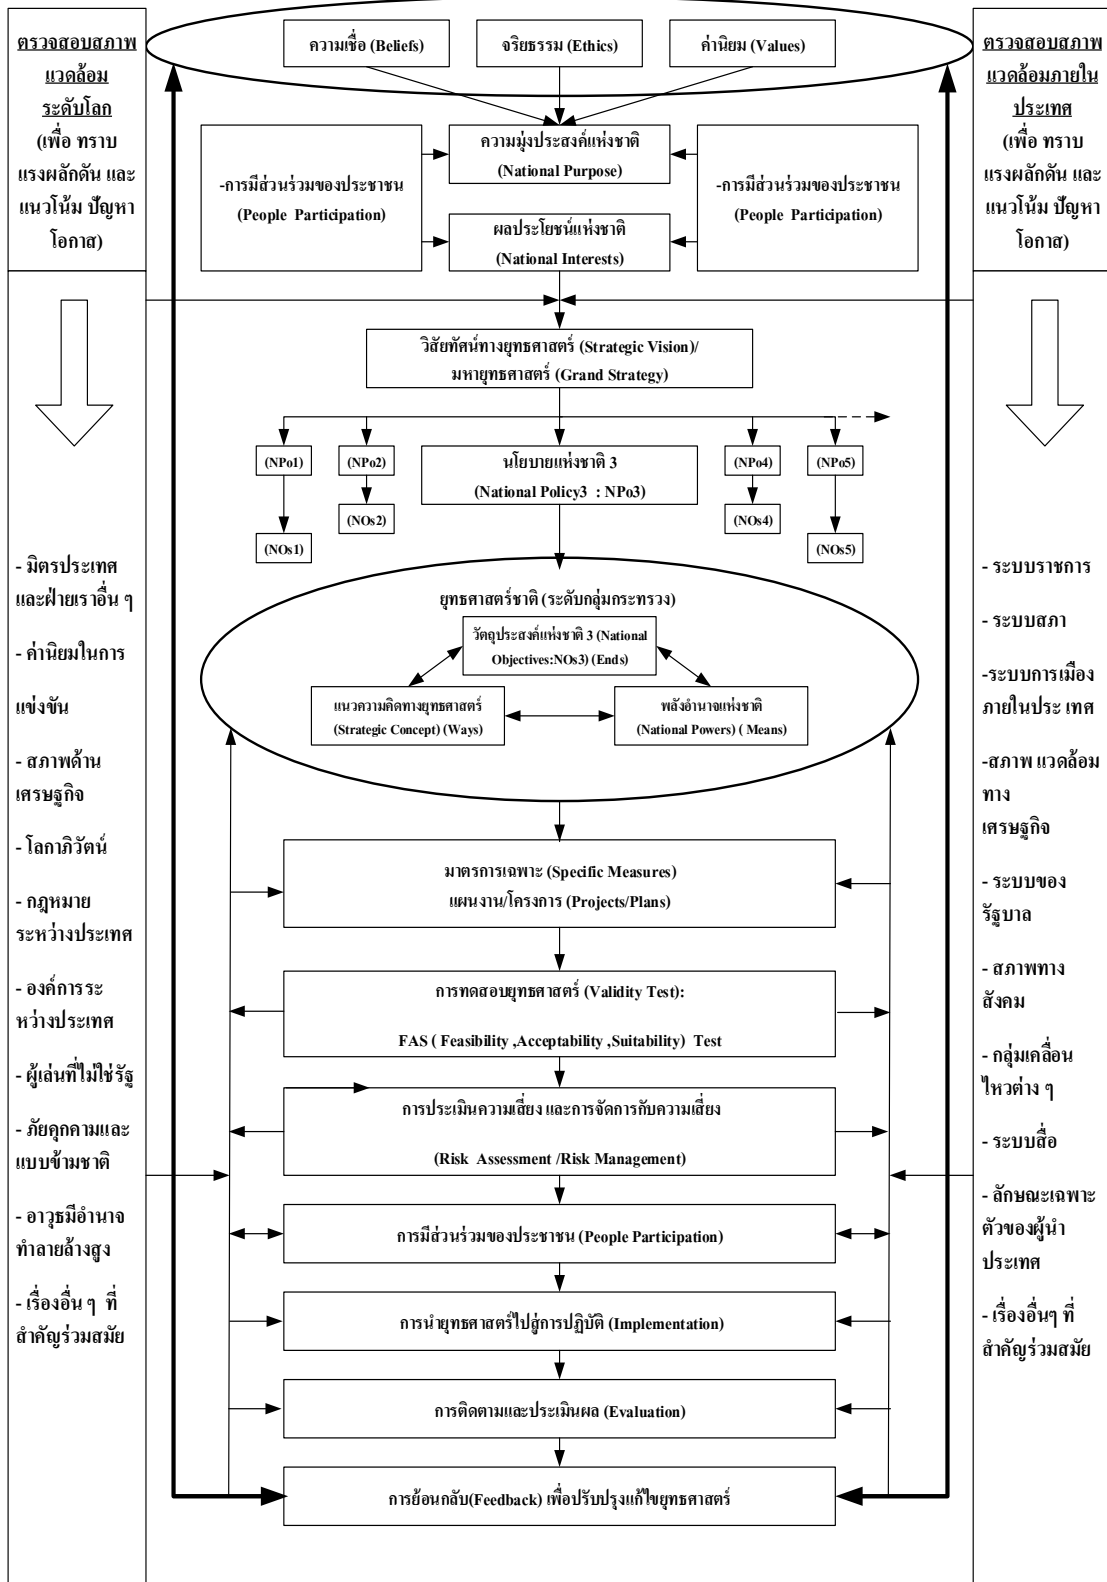 ตรวจสอบสภาพ
แวดล้อม
ระดับโลก
(เพื่อ ทราบ
แรงผลักดัน และ
แนวโน้ม ปัญหา
โอกาส)
- มิตรประเทศ
และฝ่ายเราอื่น ๆ
- ค่านิยมในการ
แข่งขัน
- สภาพด้าน
เศรษฐกิจ
- โลกาภิวัตน์
- กฎหมาย
ระหว่างประเทศ
- องค์การระ
หว่างประเทศ
- ผู้เล่นที่ไม่ใช่รัฐ
- ภัยคุกคามและ
แบบข้ามชาติ
- อาวุธมีอำนาจ
ทำลายล้างสูง
- เรื่องอื่น ๆ ที่
สำคัญร่วมสมัย
ความเชื่อ (Beliefs)
จริยธรรม (Ethics)
ค่านิยม (Values)
ความมุ่งประสงค์แห่งชาติ
(National Purpose)
-การมีส่วนร่วมของประชาชน
(People Participation)
-การมีส่วนร่วมของประชาชน
(People Participation)
ผลประโยชน์แห่งชาติ
(National Interests)
วิสัยทัศน์ทางยุทธศาสตร์ (Strategic Vision)/
มหายุทธศาสตร์ (Grand Strategy)
(NPo1)
(NPo2)
นโยบายแห่งชาติ 3
(National Policy3 : NPo3)
(NPo4)
(NPo5)
(NOs1)
(NOs2)
(NOs4)
(NOs5)
ยุทธศาสตร์ชาติ (ระดับกลุ่มกระทรวง)
วัตถุประสงค์แห่งชาติ 3 (National
Objectives:NOs3) (Ends)
แนวความคิดทางยุทธศาสตร์
(Strategic Concept) (Ways)
พลังอำนาจแห่งชาติ
(National Powers) ( Means)
มาตรการเฉพาะ (Specific Measures)
แผนงาน/โครงการ (Projects/Plans)
การทดสอบยุทธศาสตร์ (Validity Test):
FAS ( Feasibility ,Acceptability ,Suitability) Test
การประเมินความเสี่ยง และการจัดการกับความเสี่ยง
(Risk Assessment /Risk Management)
การมีส่วนร่วมของประชาชน (People Participation)
การนำยุทธศาสตร์ไปสู่การปฏิบัติ (Implementation)
การติดตามและประเมินผล (Evaluation)
การย้อนกลับ(Feedback) เพื่อปรับปรุงแก้ไขยุทธศาสตร์
ตรวจสอบสภาพ
แวดล้อมภายใน
ประเทศ
(เพื่อ ทราบ
แรงผลักดัน และ
แนวโน้ม ปัญหา
โอกาส)
- ระบบราชการ
- ระบบสภา
-ระบบการเมือง
ภายในประ เทศ
-สภาพ แวดล้อม
ทาง
เศรษฐกิจ
- ระบบของ
รัฐบาล
- สภาพทาง
สังคม
- กลุ่มเคลื่อน
ไหวต่าง ๆ
- ระบบสื่อ
- ลักษณะเฉพาะ
ตัวของผู้นำ
ประเทศ
- เรื่องอื่นๆ ที่
สำคัญร่วมสมัย